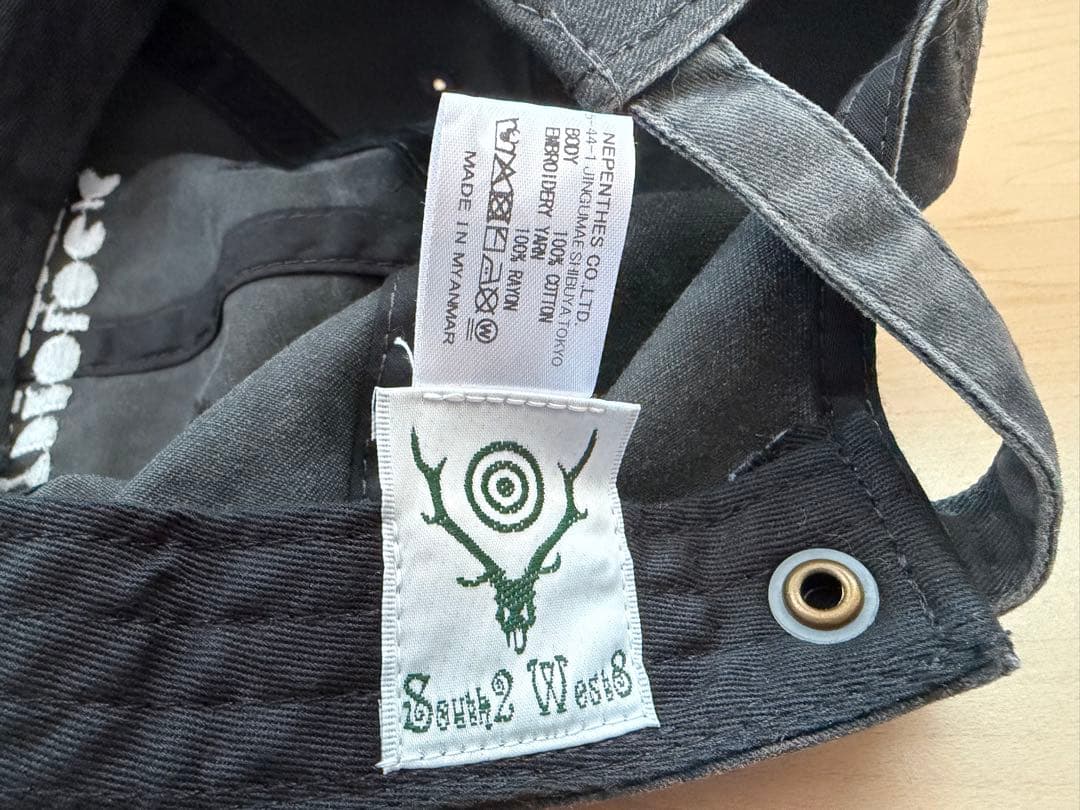 NEPENTHES CO.,LTD.
-44-1 JINGUMAE SHIBUYA TOKYO
BODY 100% COTTON
EMBROIDERY YARN
100% RAYON
W
MADE IN MYANMAR
South2 West8